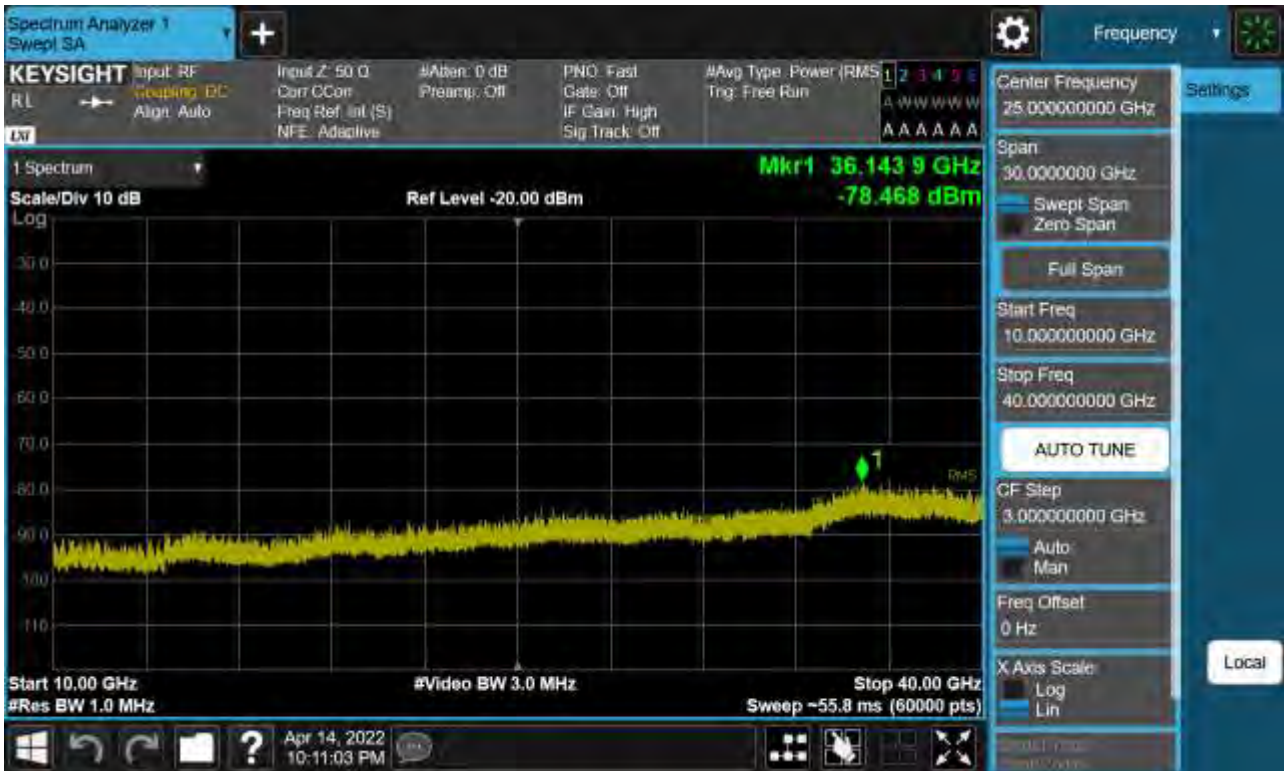 Spectrum Analyzer 1
Swept SA
Frequency
KEYSIGHT
RL
LXI
Input: RF
Coupling: DC
Align: Auto
Input Z: 50 Ω
Corr CCorr
Freq Ref: Int (S)
NFE: Adaptive
#Atten: 0 dB
Preamp: Off
PNO: Fast
Gate: Off
IF Gain: High
Sig Track: Off
#Avg Type: Power (RMS
Trig: Free Run
1 2 3 4 5 6
A W W W W W
A A A A A A
1 Spectrum
Scale/Div 10 dB
Ref Level -20.00 dBm
Mkr1 36.143 9 GHz
-78.468 dBm
Log
-30.0
-40.0
-50.0
-60.0
-70.0
-80.0
-90.0
-100
-110
1
RMS
Start 10.00 GHz
#Video BW 3.0 MHz
Stop 40.00 GHz
#Res BW 1.0 MHz
Sweep ~55.8 ms (60000 pts)
Apr 14, 2022
10:11:03 PM
Center Frequency
25.000000000 GHz
Settings
Span
30.0000000 GHz
Swept Span
Zero Span
Full Span
Start Freq
10.000000000 GHz
Stop Freq
40.000000000 GHz
AUTO TUNE
CF Step
3.000000000 GHz
Auto
Man
Freq Offset
0 Hz
X Axis Scale
Log
Lin
Local